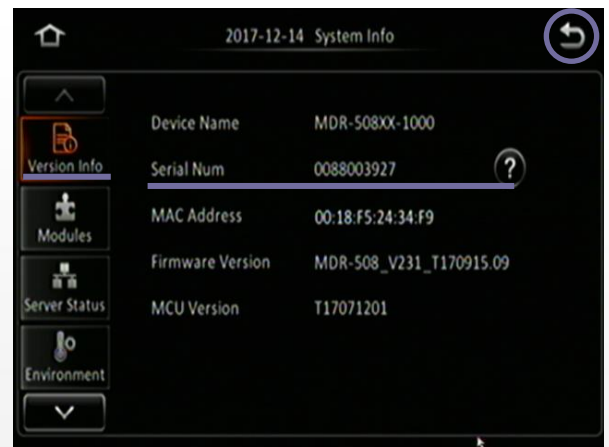 2017-12-14 System Info
Version Info
Modules
Server Status
Environment
Device Name MDR-508XX-1000
Serial Num 0088003927 ?
MAC Address 00:18:F5:24:34:F9
Firmware Version MDR-508_V231_T170915.09
MCU Version T17071201